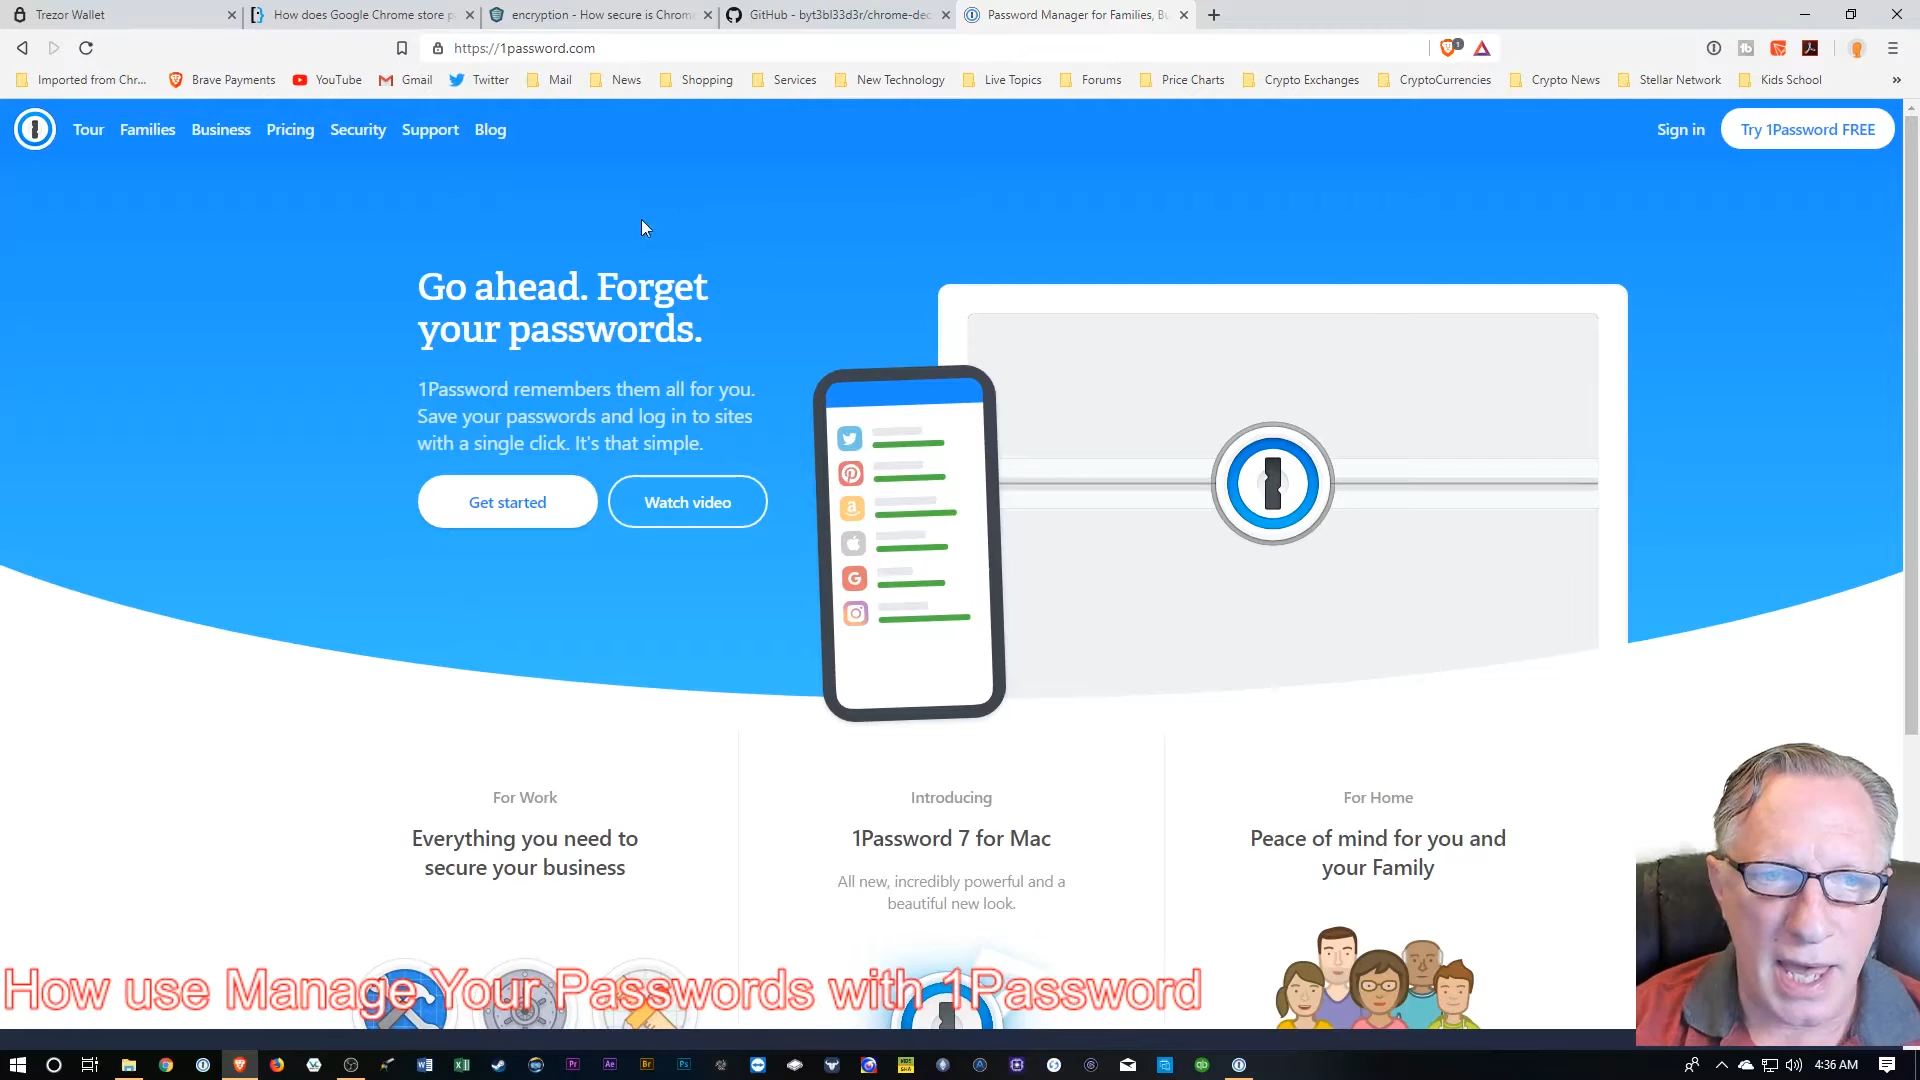 Trezor Wallet
How does Google Chrome store p
encryption - How secure is Chrom
GitHub - byt3bl33d3r/chrome-dec
Password Manager for Families, Bu
https://1password.com
1
Imported from Chr...
Brave Payments
YouTube
Gmail
Twitter
Mail
News
Shopping
Services
New Technology
Live Topics
Forums
Price Charts
Crypto Exchanges
CryptoCurrencies
Crypto News
Stellar Network
Kids School
Tour
Families
Business
Pricing
Security
Support
Blog
Sign in
Try 1Password FREE
Go ahead. Forget
your passwords.
1Password remembers them all for you.
Save your passwords and log in to sites
with a single click. It's that simple.
Get started
Watch video
For Work
Everything you need to
secure your business
Introducing
1Password 7 for Mac
All new, incredibly powerful and a
beautiful new look.
For Home
Peace of mind for you and
your Family
How use Manage Your Passwords with 1Password
Pr
Ae
Br
Ps
4:36 AM